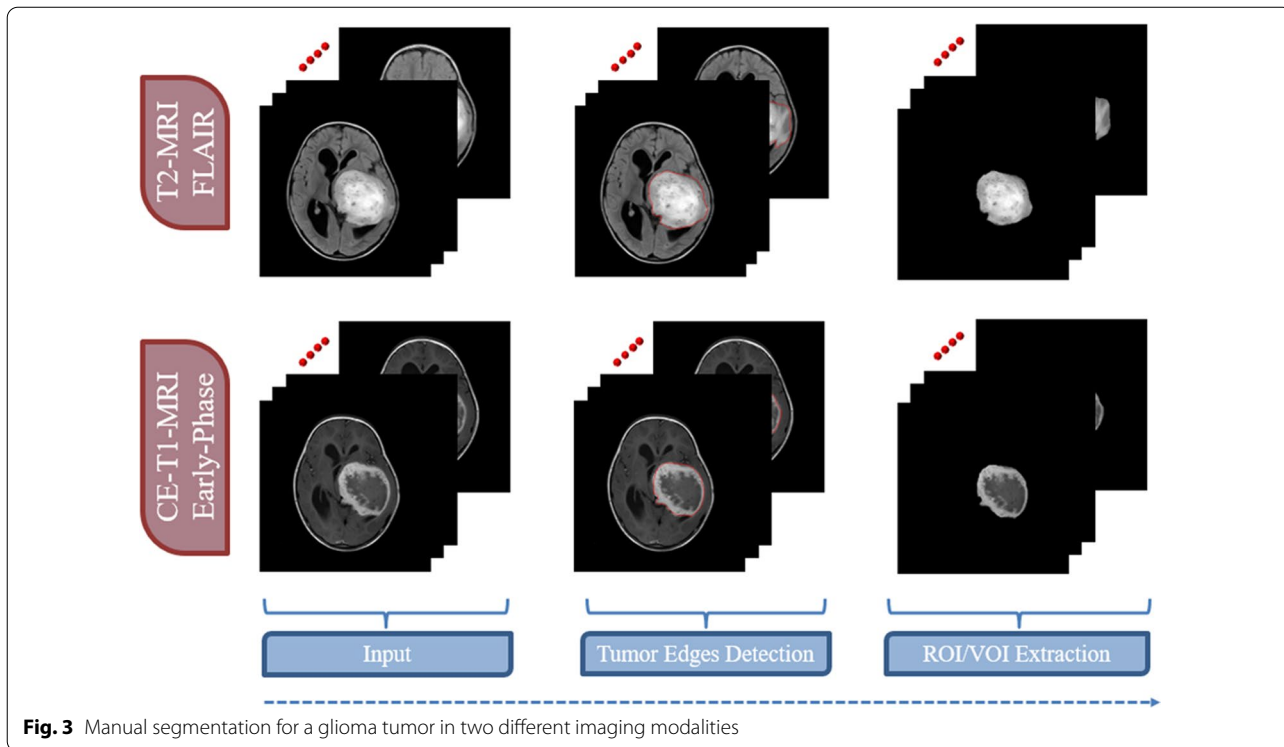 T2-MRI
FLAIR
CE-T1-MRI
Early-Phase
Input
Tumor Edges Detection
ROI/VOI Extraction
Fig. 3 Manual segmentation for a glioma tumor in two different imaging modalities